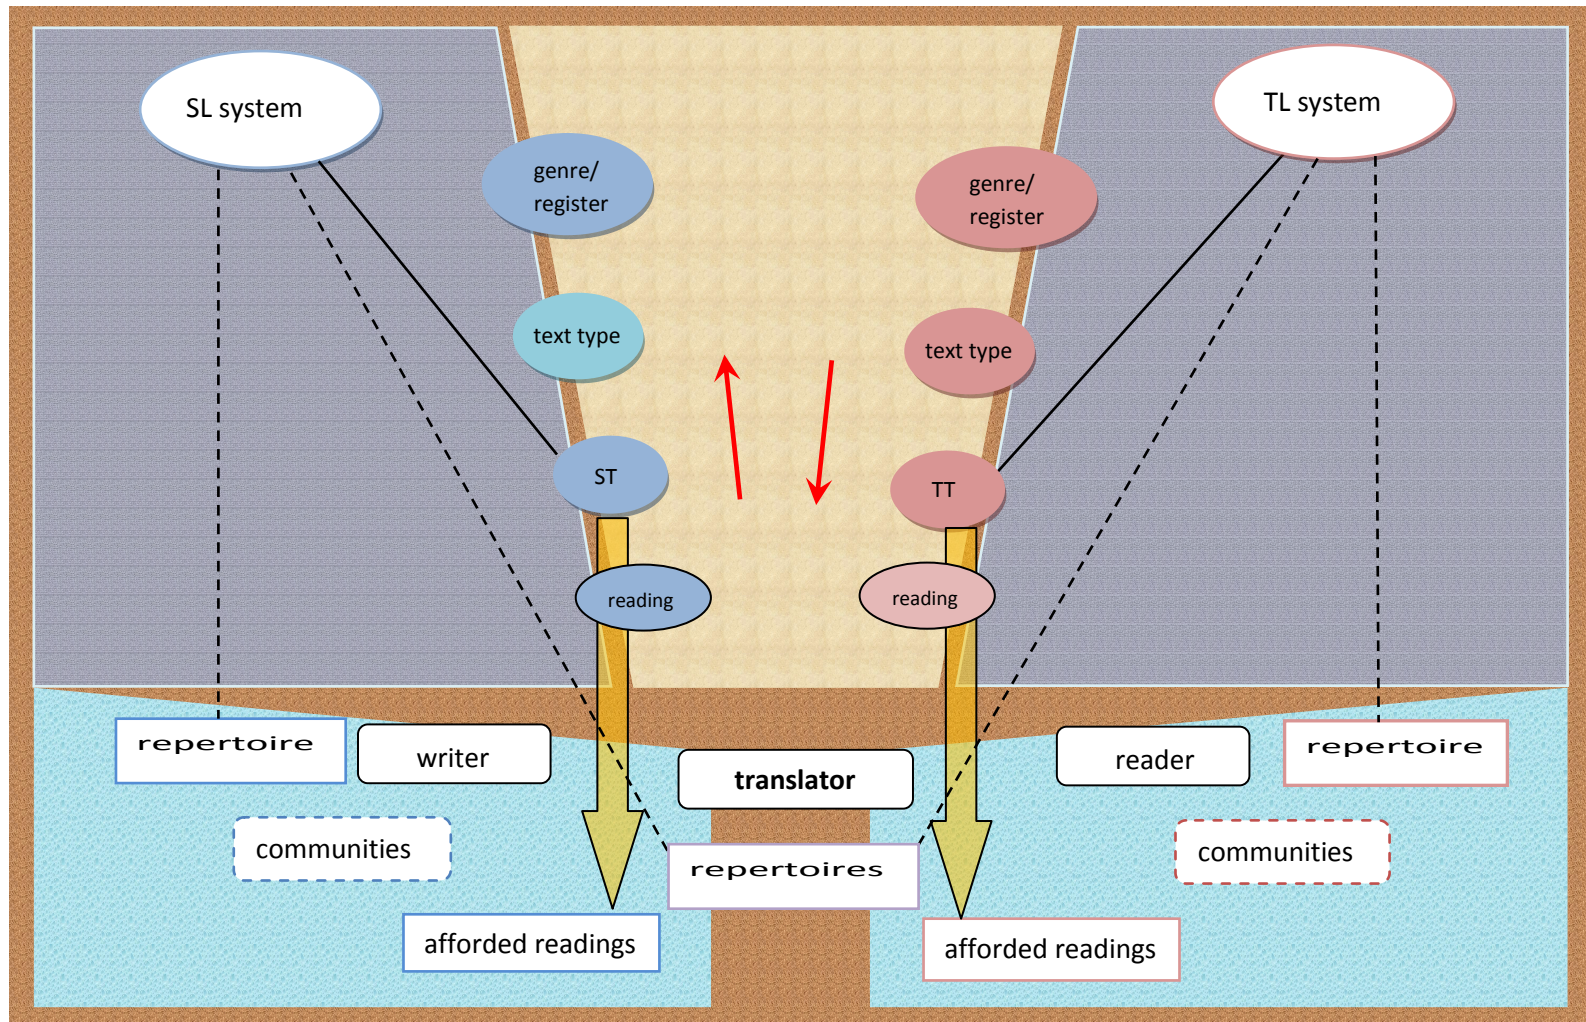 SL system
TL system
genre/
register
genre/
register
text type
text type
ST
TT
reading
reading
repertoire
writer
translator
reader
repertoire
communities
repertoires
communities
afforded readings
afforded readings